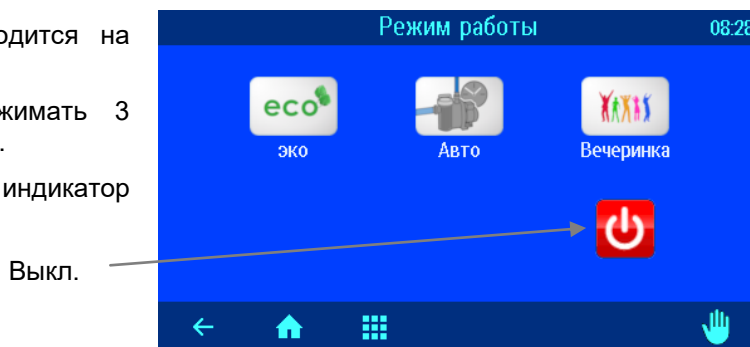 одится на
жимать 3
.
индикатор
Выкл.
Режим работы
08:28
eco
эко
Авто
Вечеринка